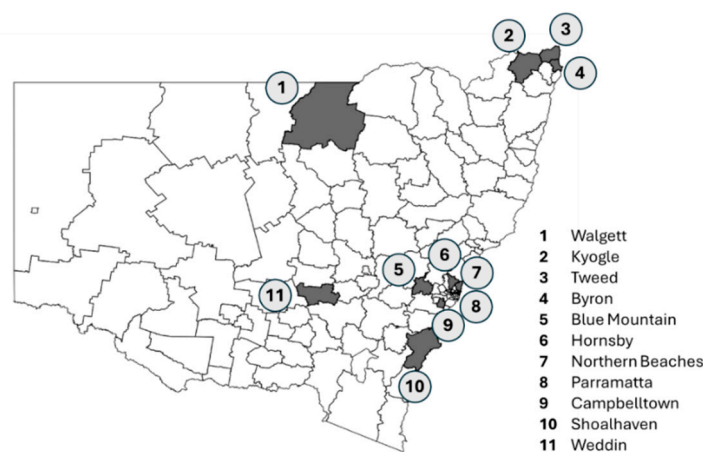 2
3
4
1
6
5
7
11
8
9
10
1 Walgett
2 Kyogle
3 Tweed
4 Byron
5 Blue Mountain
6 Hornsby
7 Northern Beaches
8 Parramatta
9 Campbelltown
10 Shoalhaven
11 Weddin